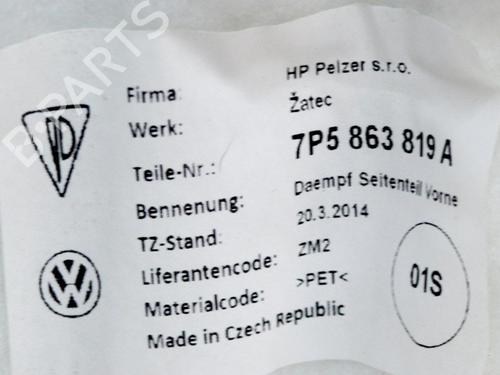 Firma: HP Pelzer s.r.o.
Werk: Žatec
Teile-Nr.: 7P5 863 819 A
Bennenung: Daempf Seitenteil Vorne
TZ-Stand: 20.3.2014
Liferantencode: ZM2
Materialcode: >PET<
Made in Czech Republic
01S
B-PARTS